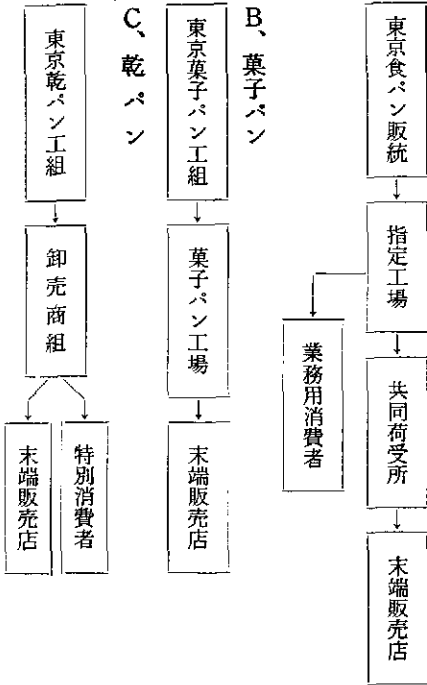 東京食パン販統
指定工場
業務用消費者
共同荷受所
末端販売店
B、菓子パン
東京菓子パン工組
菓子パン工場
末端販売店
C、乾パン
東京乾パン工組
卸売商組
特別消費者
末端販売店